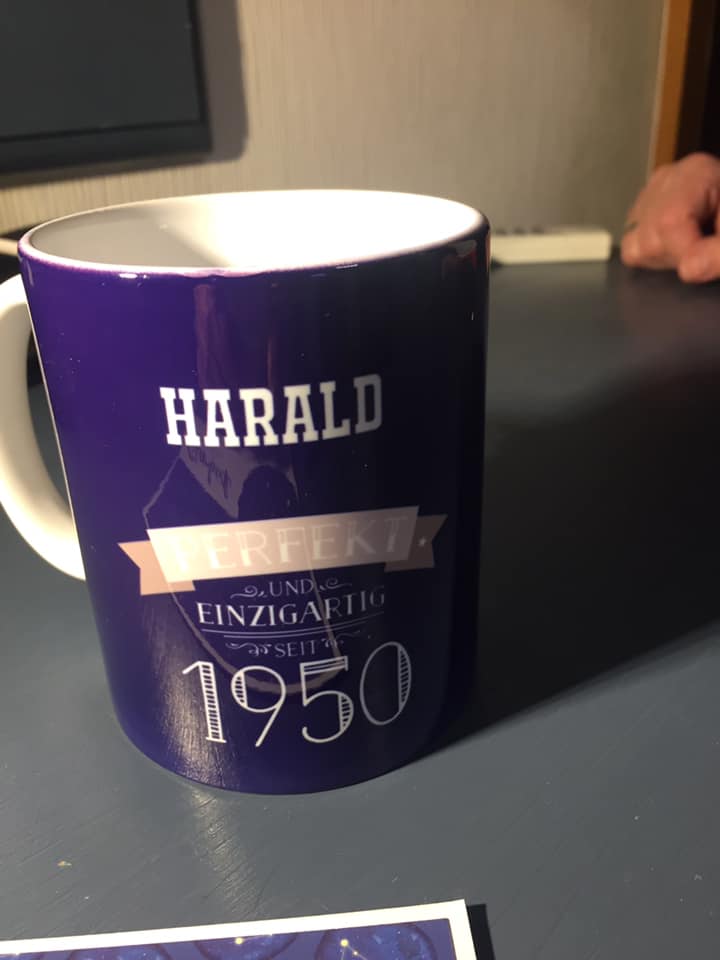 HARALD
PERFEKT
UND
EINZIGARTIG
SEIT
1950